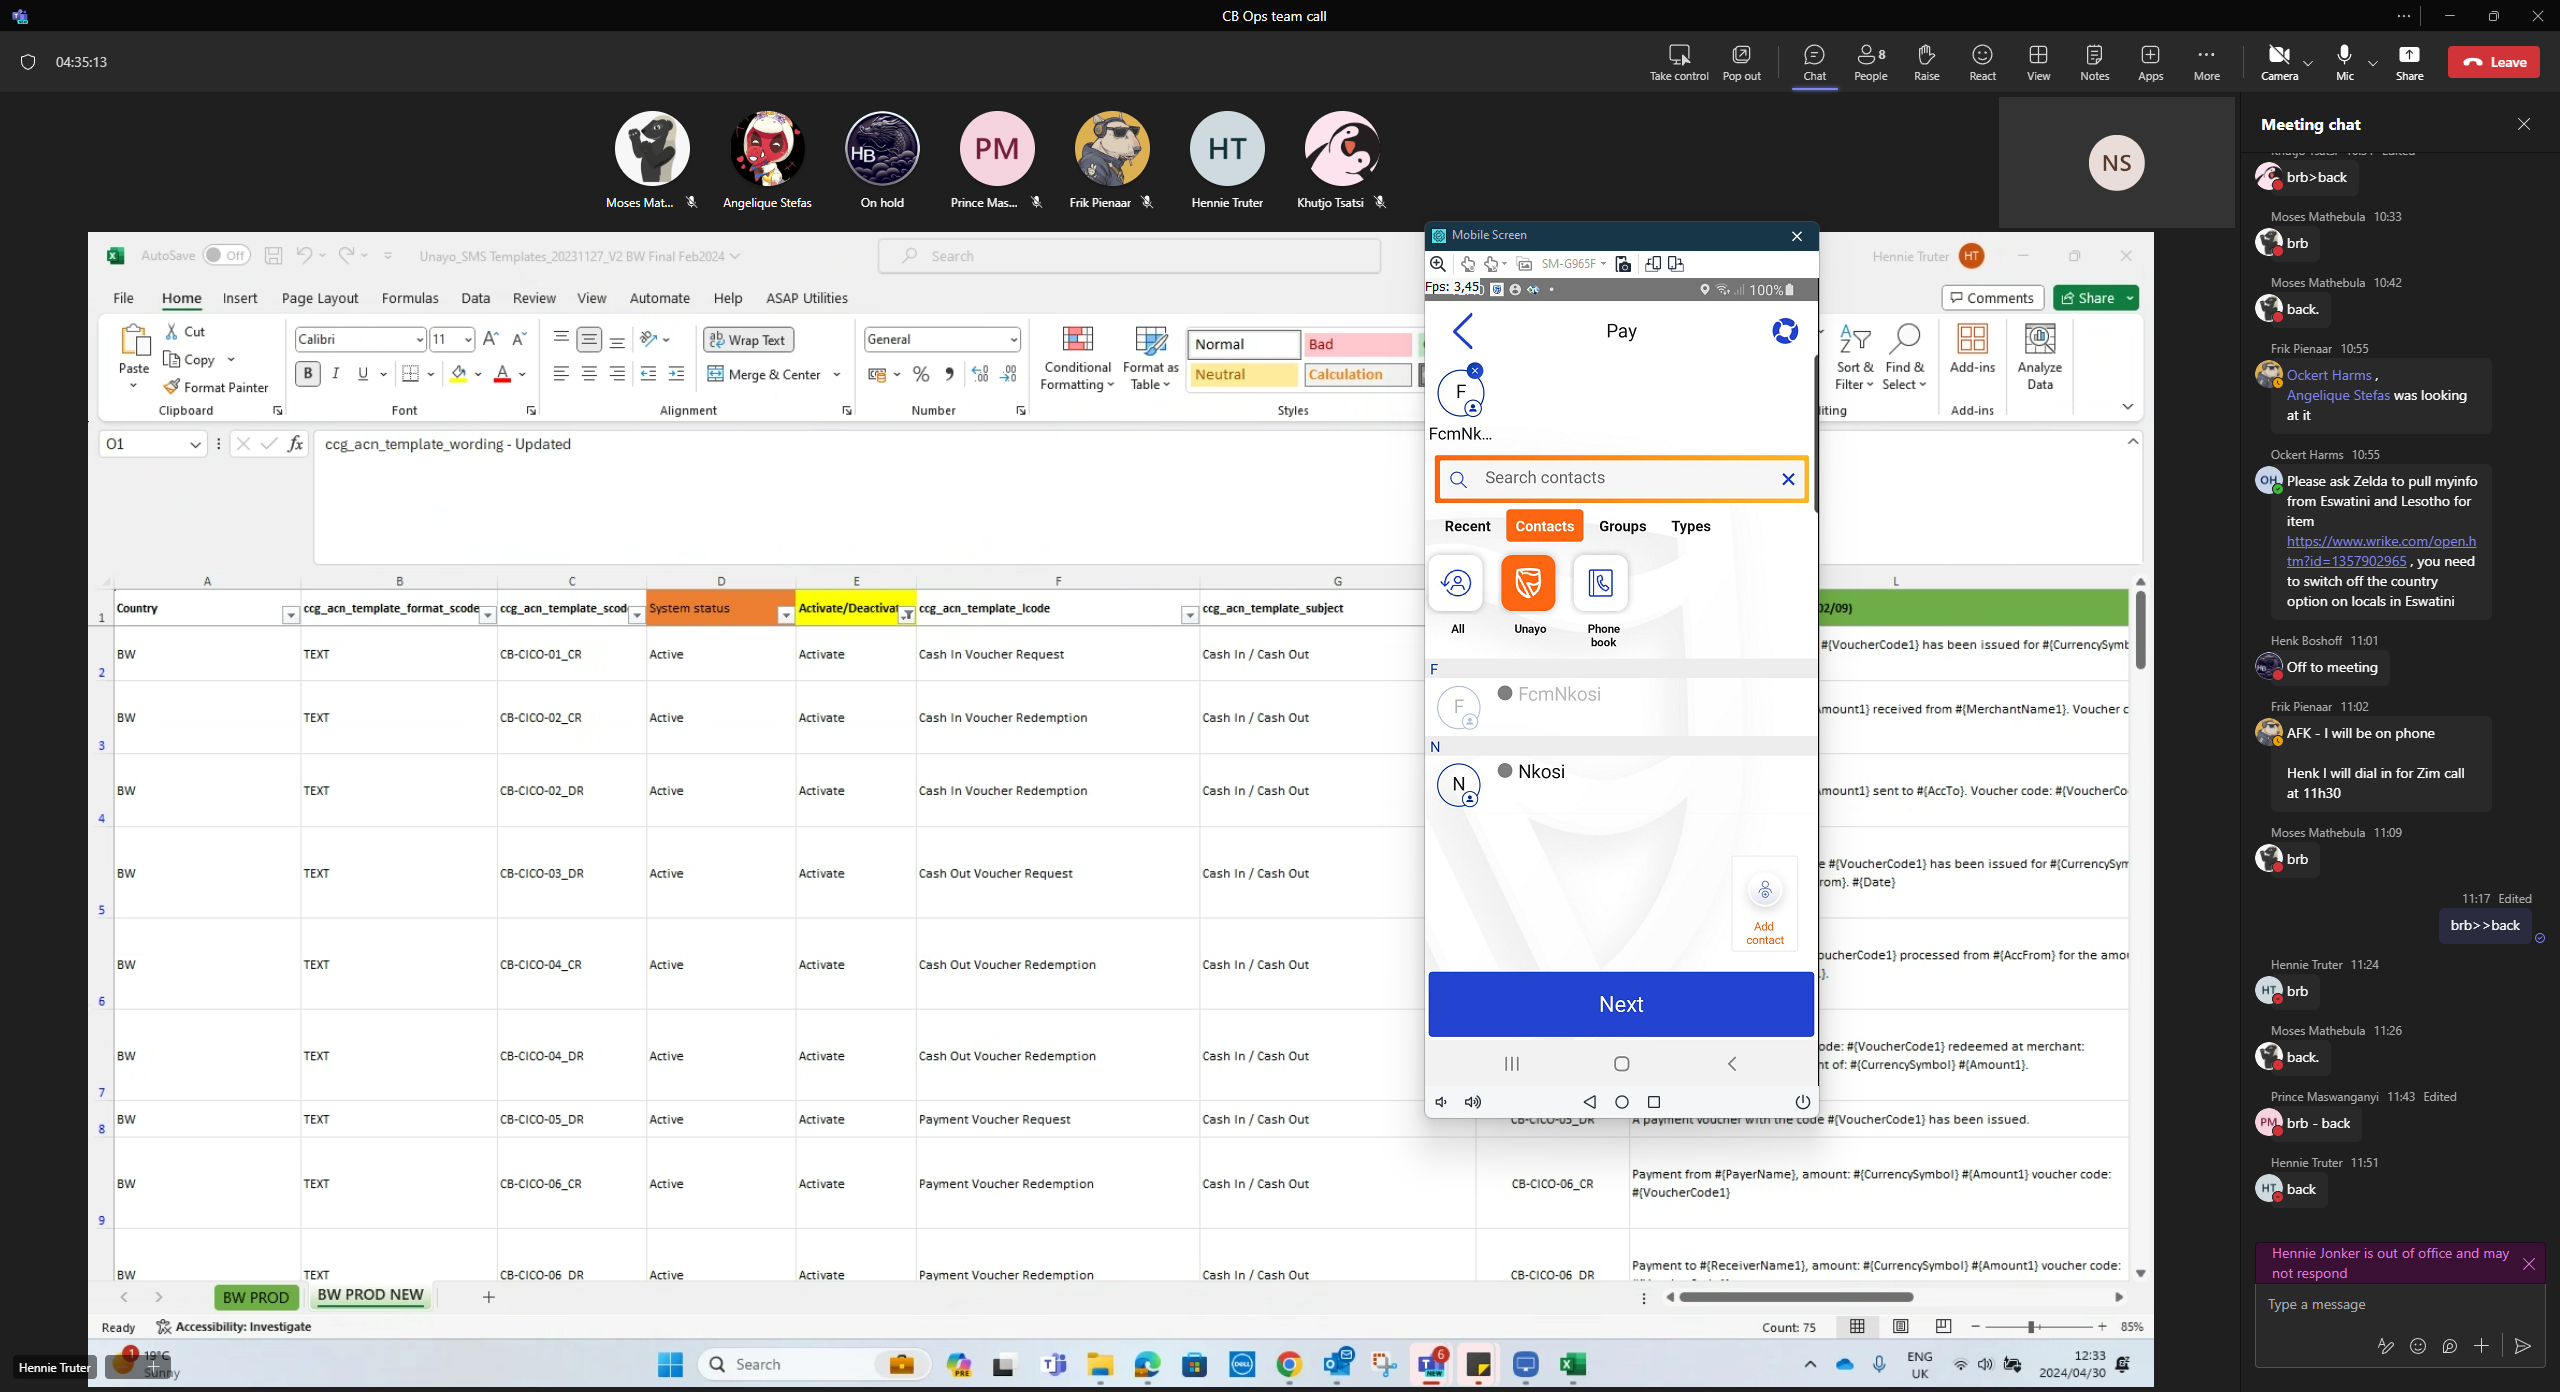 CB Ops team call
04:35:13
Take control Pop out Chat People 8 Raise React View Notes Apps More Camera Mic Share Leave
HB PM HT NS
Moses Mat... Angelique Stefas On hold Prince Mas... Frik Pienaar Hennie Truter Khutjo Tsatsi
AutoSave Off Unayo_SMS Templates_20231127_V2 BW Final Feb2024 Search Hennie Truter HT
File Home Insert Page Layout Formulas Data Review View Automate Help ASAP Utilities Comments Share
Paste Cut Copy Format Painter
Calibri 11 B I U
Wrap Text
Merge & Center
General
Conditional Formatting
Format as Table
Normal Bad
Neutral Calculation
Sort & Filter
Find & Select
Add-ins
Analyze Data
Clipboard Font Alignment Number Styles iting Add-ins
O1 fx ccg_acn_template_wording - Updated
A B C D E F G L
1 Country ccg_acn_template_format_scode ccg_acn_template_scod System status Activate/Deactivat ccg_acn_template_lcode ccg_acn_template_subject 02/09)
2 BW TEXT CB-CICO-01_CR Active Activate Cash In Voucher Request Cash In / Cash Out #{VoucherCode1} has been issued for #{CurrencySymb
3 BW TEXT CB-CICO-02_CR Active Activate Cash In Voucher Redemption Cash In / Cash Out mount1} received from #{MerchantName1}. Voucher c
4 BW TEXT CB-CICO-02_DR Active Activate Cash In Voucher Redemption Cash In / Cash Out mount1} sent to #{AccTo}. Voucher code: #{VoucherCo
5 BW TEXT CB-CICO-03_DR Active Activate Cash Out Voucher Request Cash In / Cash Out e #{VoucherCode1} has been issued for #{CurrencySym
rom}. #{Date}
6 BW TEXT CB-CICO-04_CR Active Activate Cash Out Voucher Redemption Cash In / Cash Out oucherCode1} processed from #{AccFrom} for the amou
}.
7 BW TEXT CB-CICO-04_DR Active Activate Cash Out Voucher Redemption Cash In / Cash Out ode: #{VoucherCode1} redeemed at merchant:
nt of: #{CurrencySymbol} #{Amount1}.
8 BW TEXT CB-CICO-05_DR Active Activate Payment Voucher Request Cash In / Cash Out CB-CICO-05_DR A payment voucher with the code #{VoucherCode1} has been issued.
9 BW TEXT CB-CICO-06_CR Active Activate Payment Voucher Redemption Cash In / Cash Out CB-CICO-06_CR Payment from #{PayerName}, amount: #{CurrencySymbol} #{Amount1} voucher code:
#{VoucherCode1}
BW TEXT CB-CICO-06_DR Active Activate Payment Voucher Redemption Cash In / Cash Out CB-CICO-06_DR Payment to #{ReceiverName1}, amount: #{CurrencySymbol} #{Amount1} voucher code:
BW PROD BW PROD NEW
Ready Accessibility: Investigate Count: 75 85%
Hennie Truter 1 19°C
Sunny
Search PRE DELL NEW 6 ENG
UK 12:33
2024/04/30
Mobile Screen
SM-G965F
Fps: 3,45 100%
Pay
F
FcmNk...
Search contacts
Recent Contacts Groups Types
All Unayo Phone
book
F
F FcmNkosi
N
N Nkosi
Add
contact
Next
Meeting chat
brb>back
Moses Mathebula 10:33
brb
Moses Mathebula 10:42
back.
Frik Pienaar 10:55
Ockert Harms ,
Angelique Stefas was looking
at it
Ockert Harms 10:55
OH Please ask Zelda to pull myinfo
from Eswatini and Lesotho for
item
https://www.wrike.com/open.h
tm?id=1357902965 , you need
to switch off the country
option on locals in Eswatini
Henk Boshoff 11:01
Off to meeting
Frik Pienaar 11:02
AFK - I will be on phone
Henk I will dial in for Zim call
at 11h30
Moses Mathebula 11:09
brb
11:17 Edited
brb>>back
Hennie Truter 11:24
HT brb
Moses Mathebula 11:26
back.
Prince Maswanganyi 11:43 Edited
PM brb - back
Hennie Truter 11:51
HT back
Hennie Jonker is out of office and may
not respond
Type a message